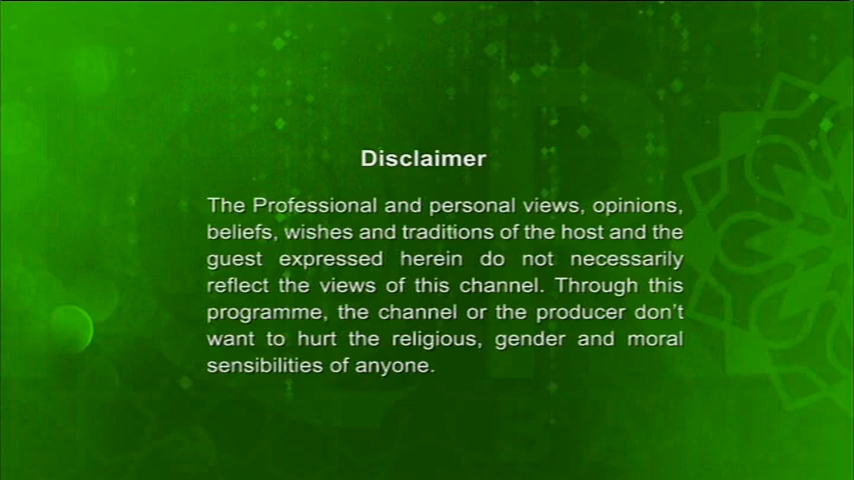 Disclaimer
The Professional and personal views, opinions,
beliefs, wishes and traditions of the host and the
guest expressed herein do not necessarily
reflect the views of this channel. Through this
programme, the channel or the producer don't
want to hurt the religious, gender and moral
sensibilities of anyone.